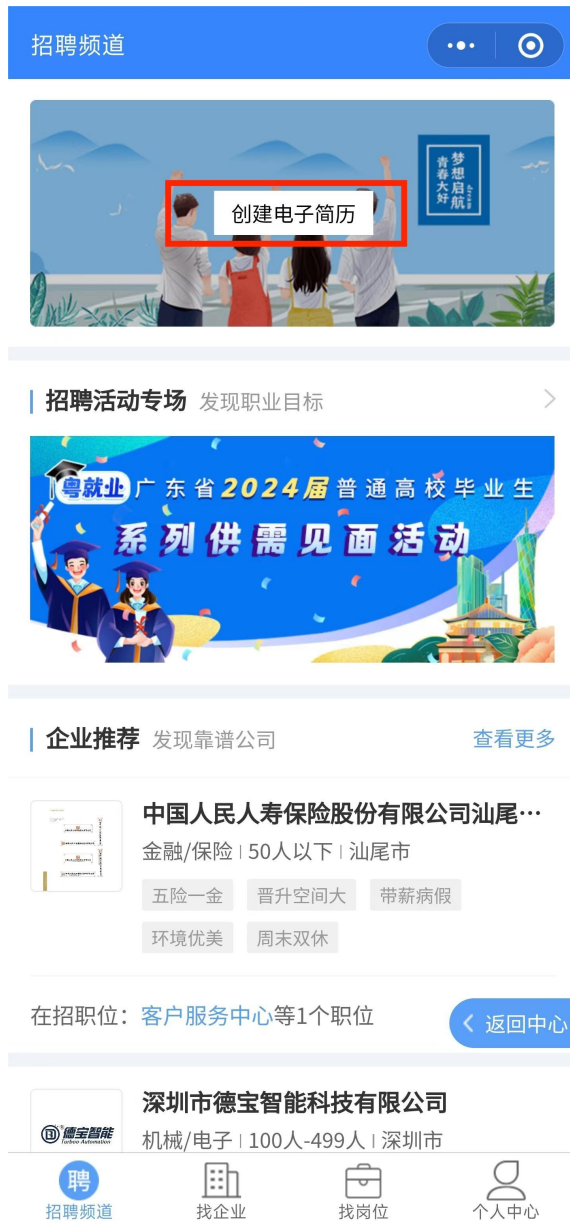 招聘频道
梦想启航
青春大好
dream
创建电子简历
招聘活动专场 发现职业目标
粤就业 广东省2024届普通高校毕业生
系列供需见面活动
企业推荐 发现靠谱公司 查看更多
中国人民人寿保险股份有限公司汕尾…
金融/保险 | 50人以下 | 汕尾市
五险一金 晋升空间大 带薪病假
环境优美 周末双休
在招职位：客户服务中心等1个职位
返回中心
深圳市德宝智能科技有限公司
德宝智能
Turboo Automation
机械/电子 | 100人-499人 | 深圳市
聘
招聘频道 找企业 找岗位 个人中心